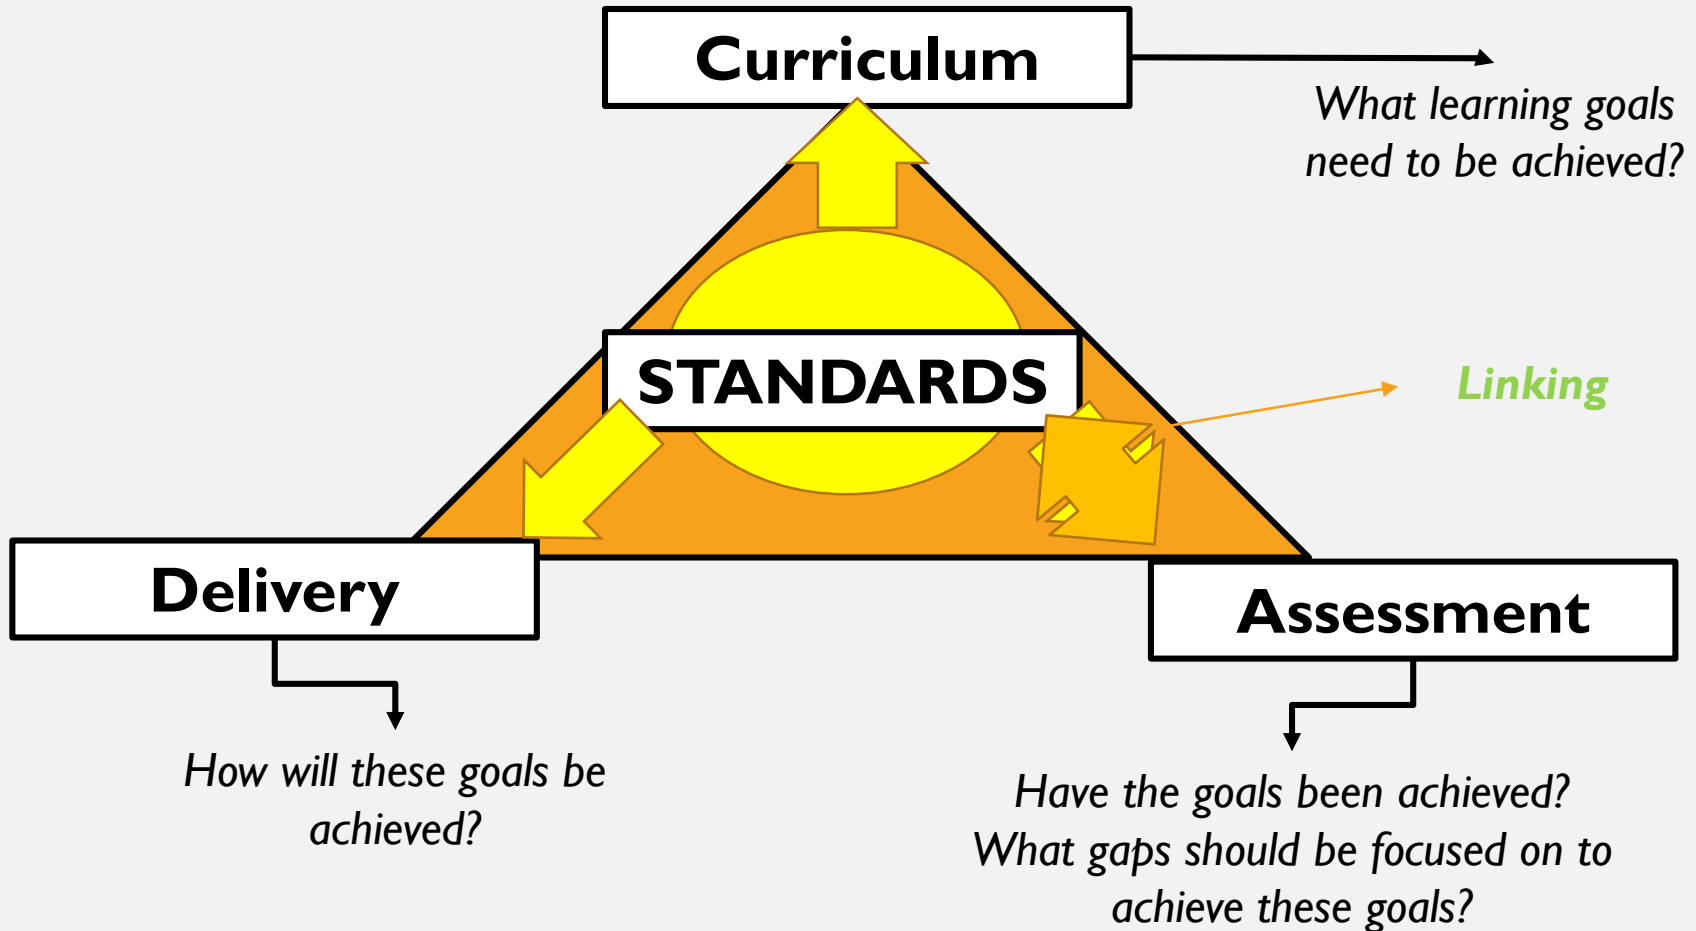 Curriculum
What learning goals
need to be achieved?
STANDARDS
Linking
Delivery
Assessment
How will these goals be
achieved?
Have the goals been achieved?
What gaps should be focused on to
achieve these goals?